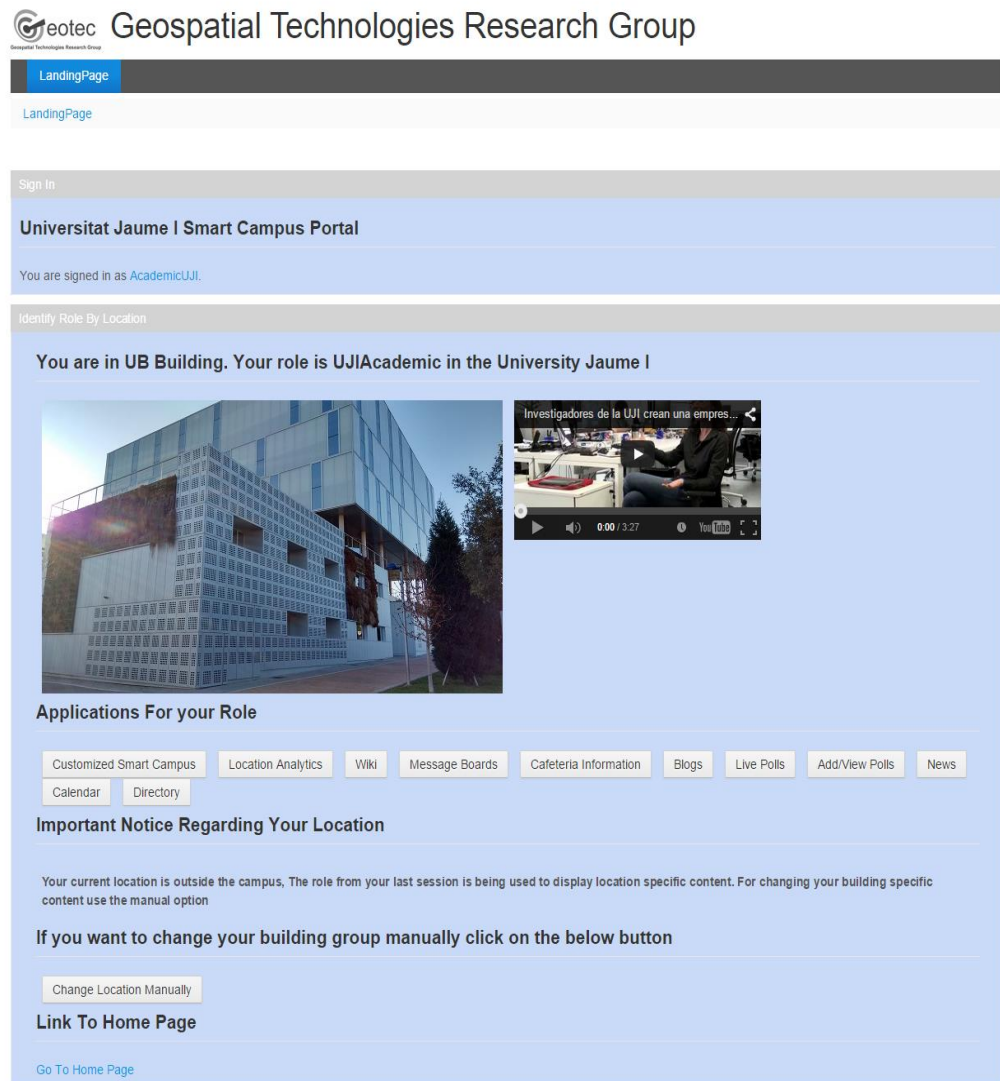 Geotec Geospatial Technologies Research Group
Geospatial Technologies Research Group
LandingPage
LandingPage
Sign In
Universitat Jaume I Smart Campus Portal
You are signed in as AcademicUJI.
Identify Role By Location
You are in UB Building. Your role is UJIAcademic in the University Jaume I
Investigadores de la UJI crean una empres...
0:00 / 3:27 YouTube
Applications For your Role
Customized Smart Campus Location Analytics Wiki Message Boards Cafeteria Information Blogs Live Polls Add/View Polls News
Calendar Directory
Important Notice Regarding Your Location
Your current location is outside the campus, The role from your last session is being used to display location specific content. For changing your building specific
content use the manual option
If you want to change your building group manually click on the below button
Change Location Manually
Link To Home Page
Go To Home Page